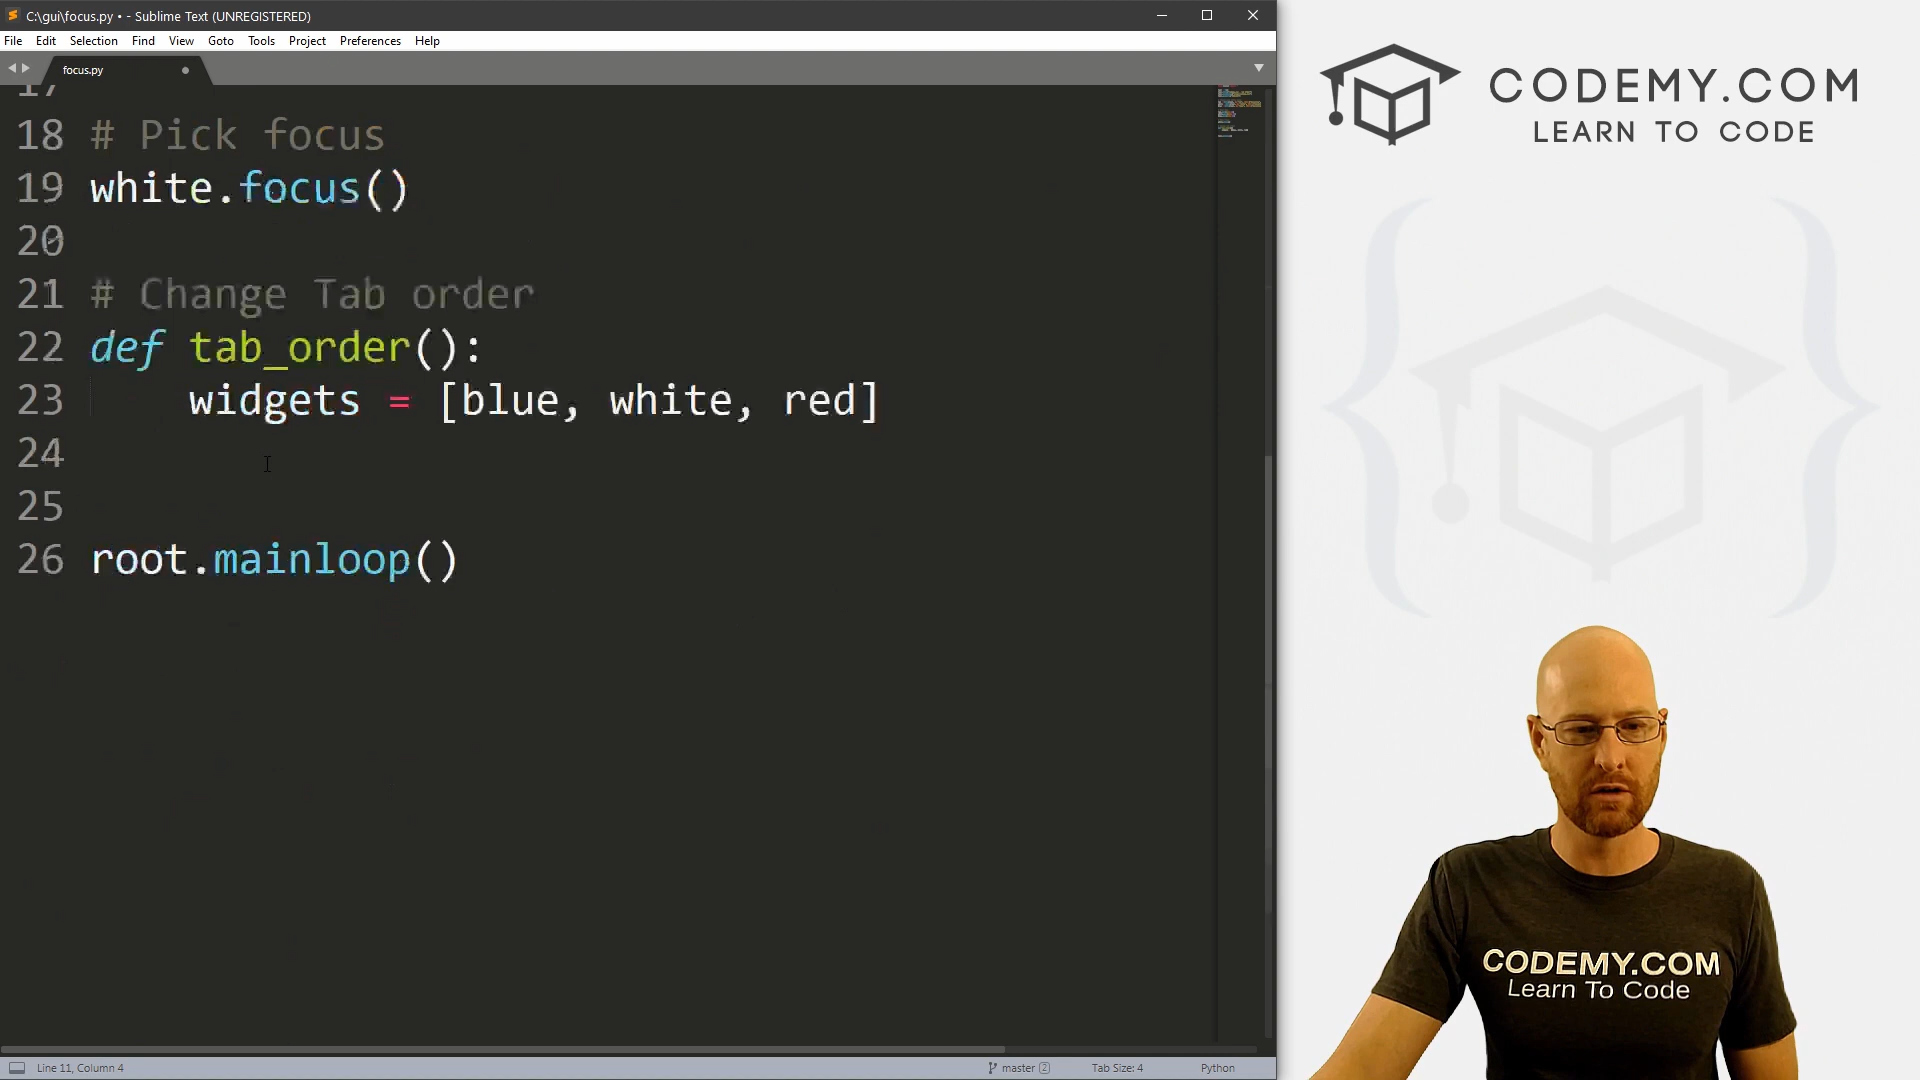 C:\gui\focus.py • - Sublime Text (UNREGISTERED)
File Edit Selection Find View Goto Tools Project Preferences Help
focus.py
17
18 # Pick focus
19 white.focus()
20
21 # Change Tab order
22 def tab_order():
23 widgets = [blue, white, red]
24
25
26 root.mainloop()
Line 11, Column 4
master 2
Tab Size: 4
Python
CODEMY.COM
LEARN TO CODE
CODEMY.COM
Learn To Code